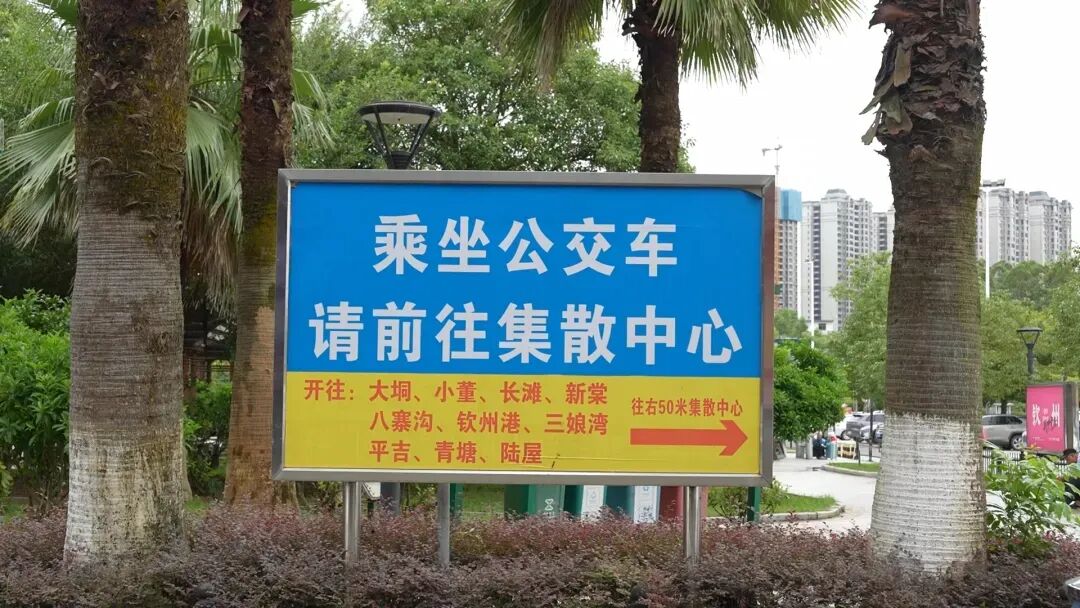 乘坐公交车
请前往集散中心
开往：大垌、小董、长滩、新棠
八寨沟、钦州港、三娘湾
平吉、青塘、陆屋
往右50米集散中心
钦 州